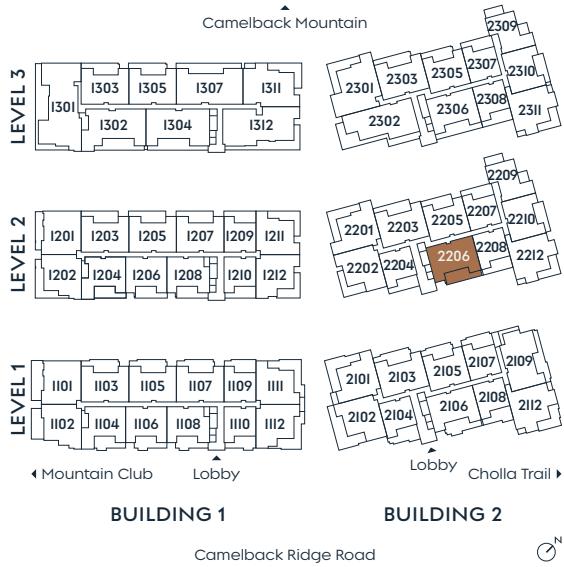 Camelback Mountain
LEVEL 3
1301 1303 1305 1307 1311
1302 1304 1312
2301 2303 2305 2307 2309 2310
2302 2306 2308 2311
LEVEL 2
1201 1203 1205 1207 1209 1211
1202 1204 1206 1208 1210 1212
2201 2203 2205 2207 2209 2210
2202 2204 2206 2208 2212
LEVEL 1
1101 1103 1105 1107 1109 1111
1102 1104 1106 1108 1110 1112
2101 2103 2105 2107 2109
2102 2104 2106 2108 2112
Mountain Club Lobby
Lobby Cholla Trail
BUILDING 1 BUILDING 2
Camelback Ridge Road
N